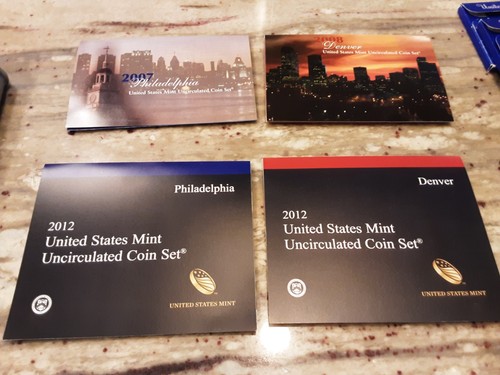 2007
Philadelphia
United States Mint Uncirculated Coin Set®
2008
Denver
United States Mint Uncirculated Coin Set®
Philadelphia
2012
United States Mint
Uncirculated Coin Set®
UNITED STATES MINT
Denver
2012
United States Mint
Uncirculated Coin Set®
UNITED STATES MINT